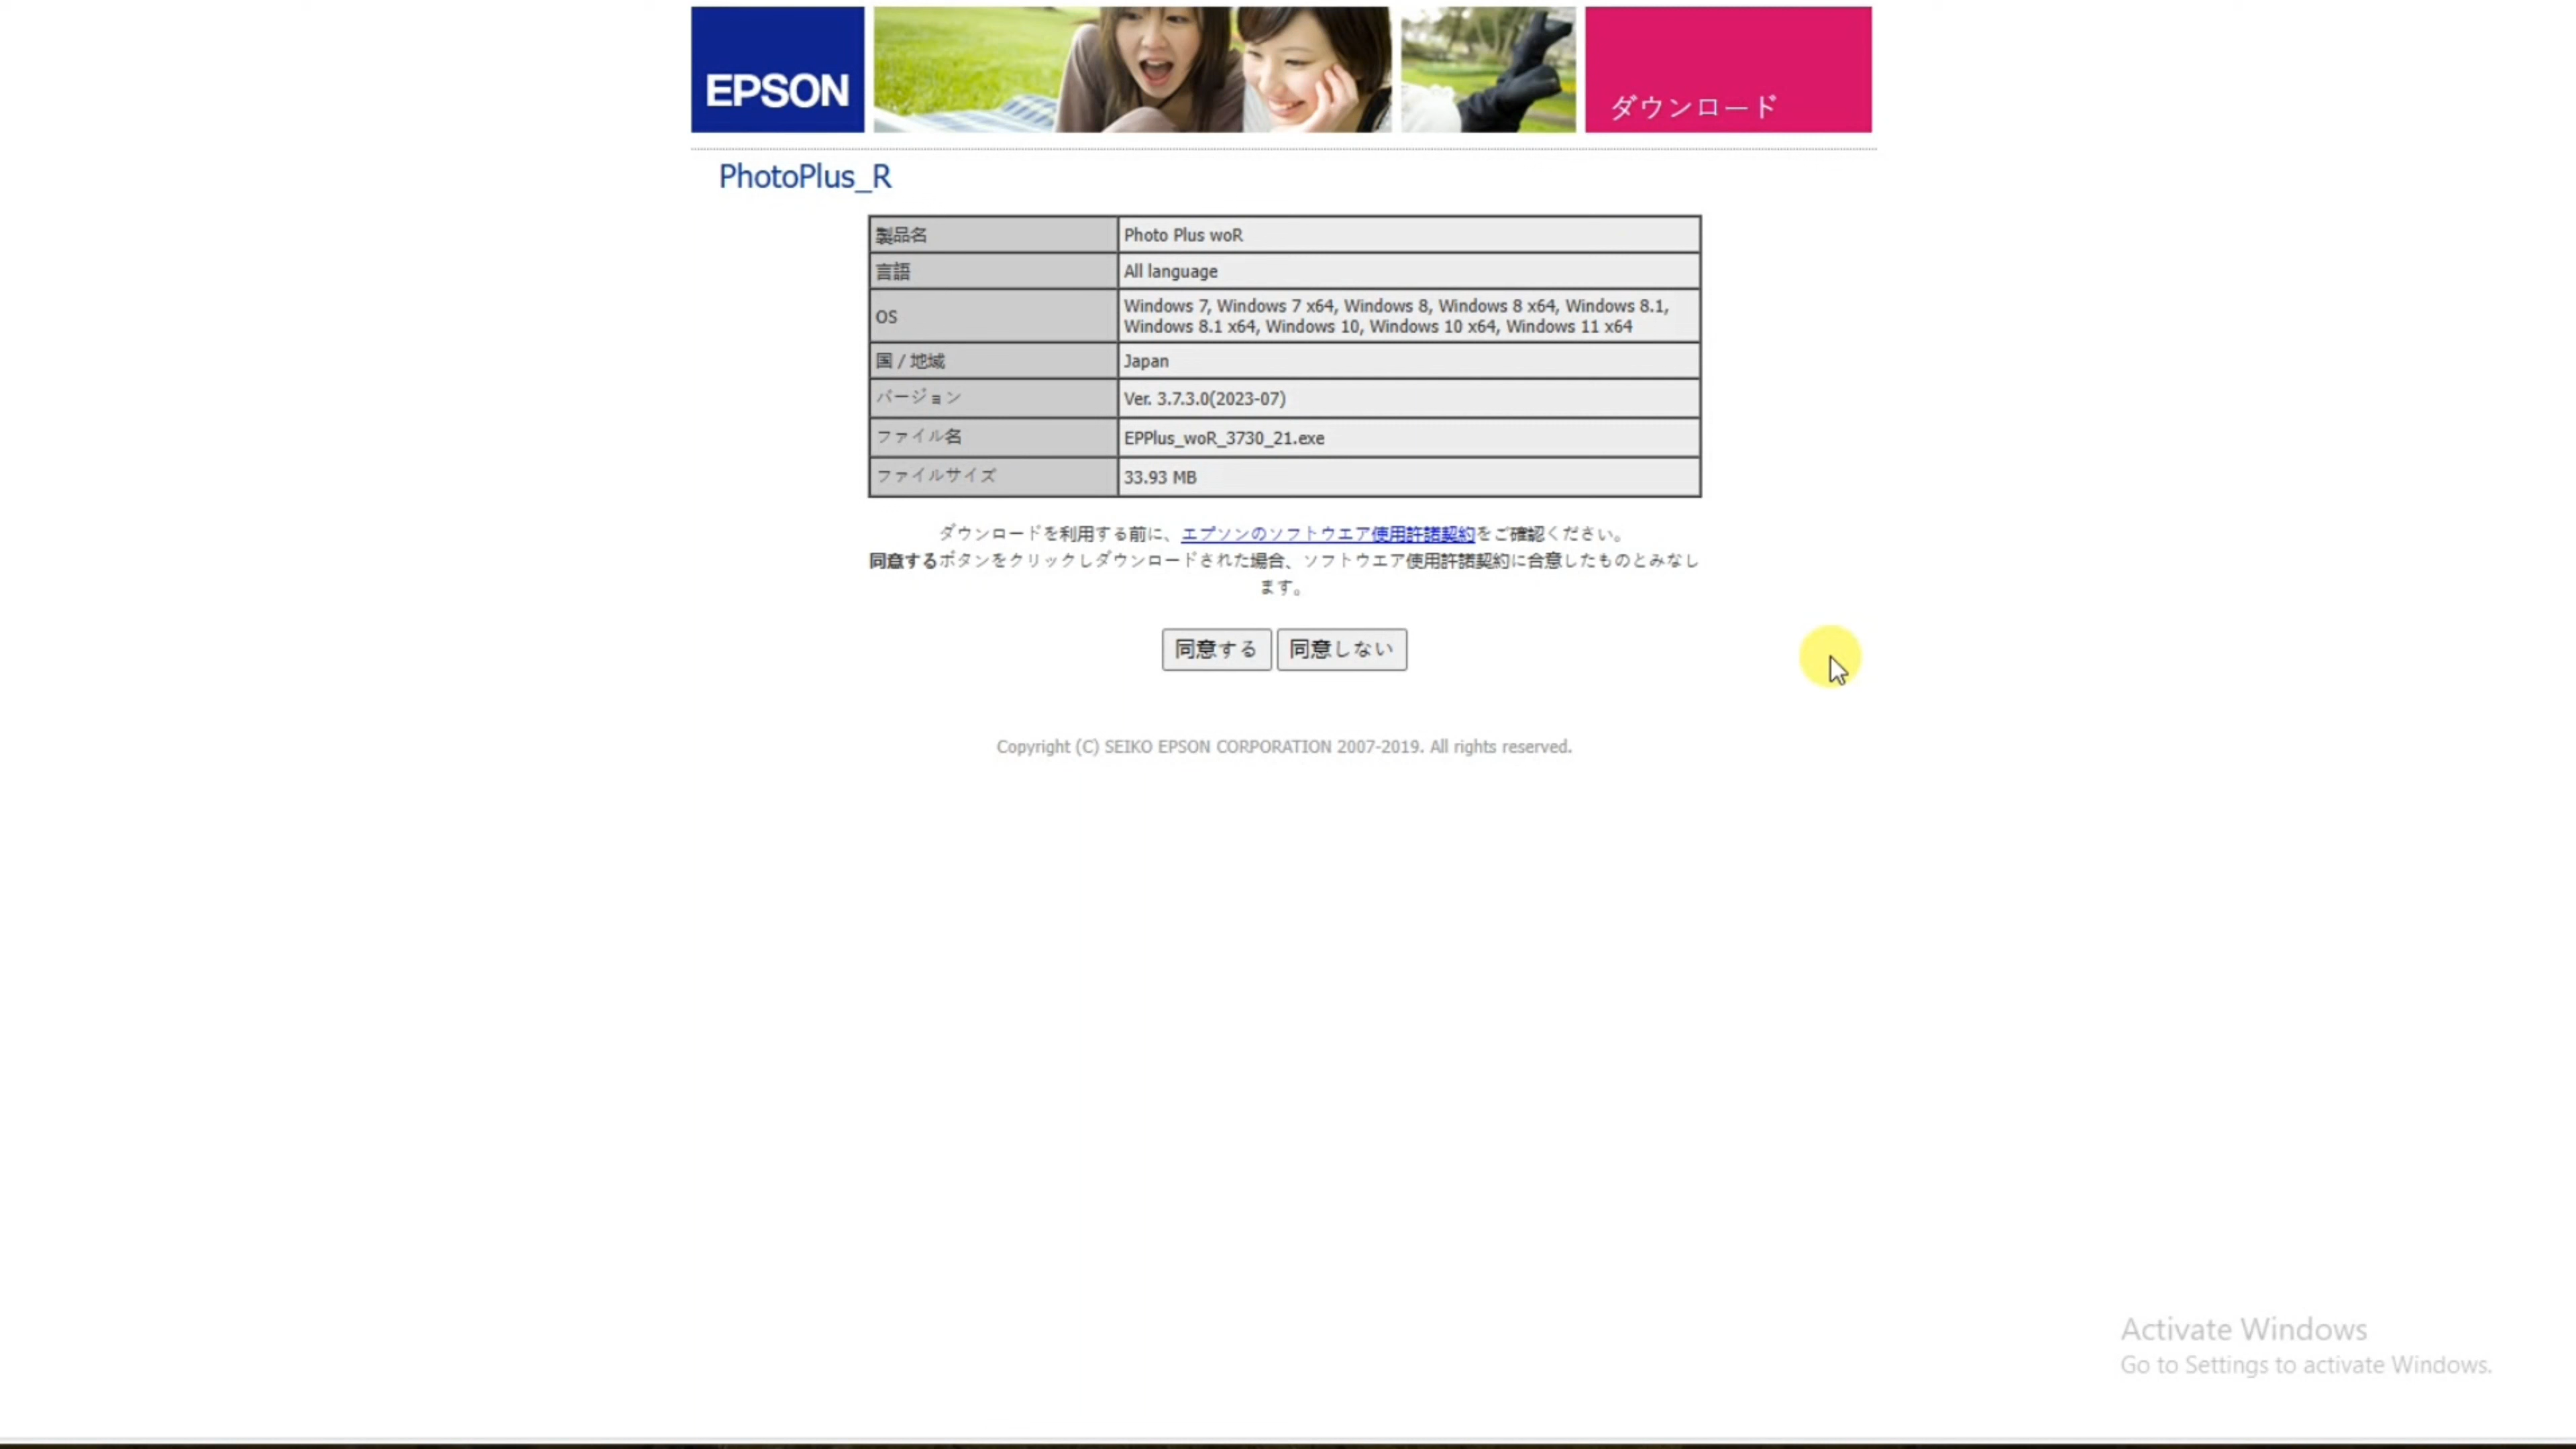 EPSON
ダウンロード
PhotoPlus_R
製品名 Photo Plus woR
言語 All language
OS Windows 7, Windows 7 x64, Windows 8, Windows 8 x64, Windows 8.1,
Windows 8.1 x64, Windows 10, Windows 10 x64, Windows 11 x64
国 / 地域 Japan
バージョン Ver. 3.7.3.0(2023-07)
ファイル名 EPPlus_woR_3730_21.exe
ファイルサイズ 33.93 MB
ダウンロードを利用する前に、エプソンのソフトウエア使用許諾契約をご確認ください。
同意するボタンをクリックしダウンロードされた場合、ソフトウエア使用許諾契約に合意したものとみなし
ます。
同意する 同意しない
Copyright (C) SEIKO EPSON CORPORATION 2007-2019. All rights reserved.
Activate Windows
Go to Settings to activate Windows.